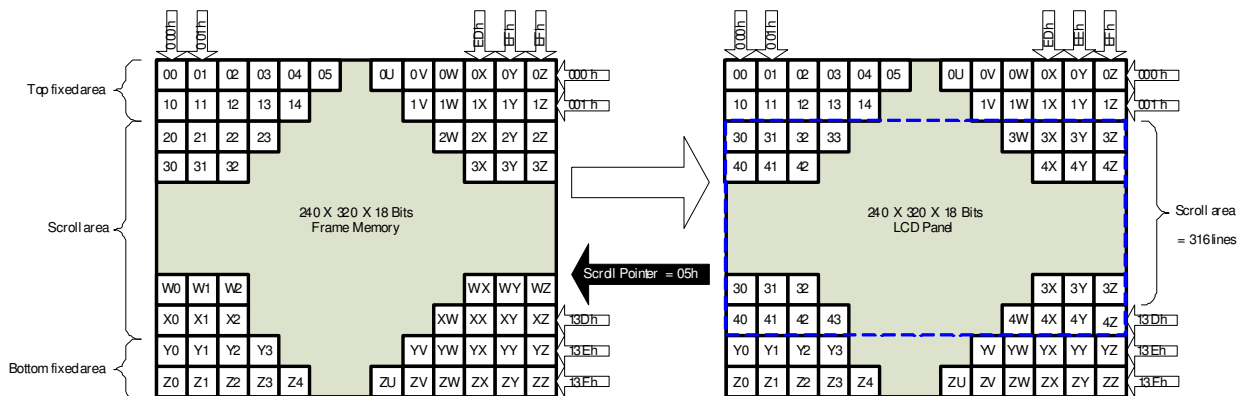 000h 001h EDh EFh EFh 000h 001h EDh EEh EFh
00 01 02 03 04 05 0U 0V 0W 0X 0Y 0Z 000h 00 01 02 03 04 05 0U 0V 0W 0X 0Y 0Z 000h
Top fixed area
10 11 12 13 14 1V 1W 1X 1Y 1Z 001h 10 11 12 13 14 1V 1W 1X 1Y 1Z 001h
20 21 22 23 2W 2X 2Y 2Z 30 31 32 33 3W 3X 3Y 3Z
30 31 32 3X 3Y 3Z 40 41 42 4X 4Y 4Z
Scroll area 240 X 320 X 18 Bits 240 X 320 X 18 Bits Scroll area
Frame Memory LCD Panel = 316 lines
Scroll Pointer = 05h
W0 W1 W2 WX WY WZ 30 31 32 3X 3Y 3Z
X0 X1 X2 XW XX XY XZ 13Dh 40 41 42 43 4W 4X 4Y 4Z 13Dh
Y0 Y1 Y2 Y3 YV YW YX YY YZ 13Eh Y0 Y1 Y2 Y3 YV YW YX YY YZ 13Eh
Bottom fixed area
Z0 Z1 Z2 Z3 Z4 ZU ZV ZW ZX ZY ZZ 13Fh Z0 Z1 Z2 Z3 Z4 ZU ZV ZW ZX ZY ZZ 13Fh